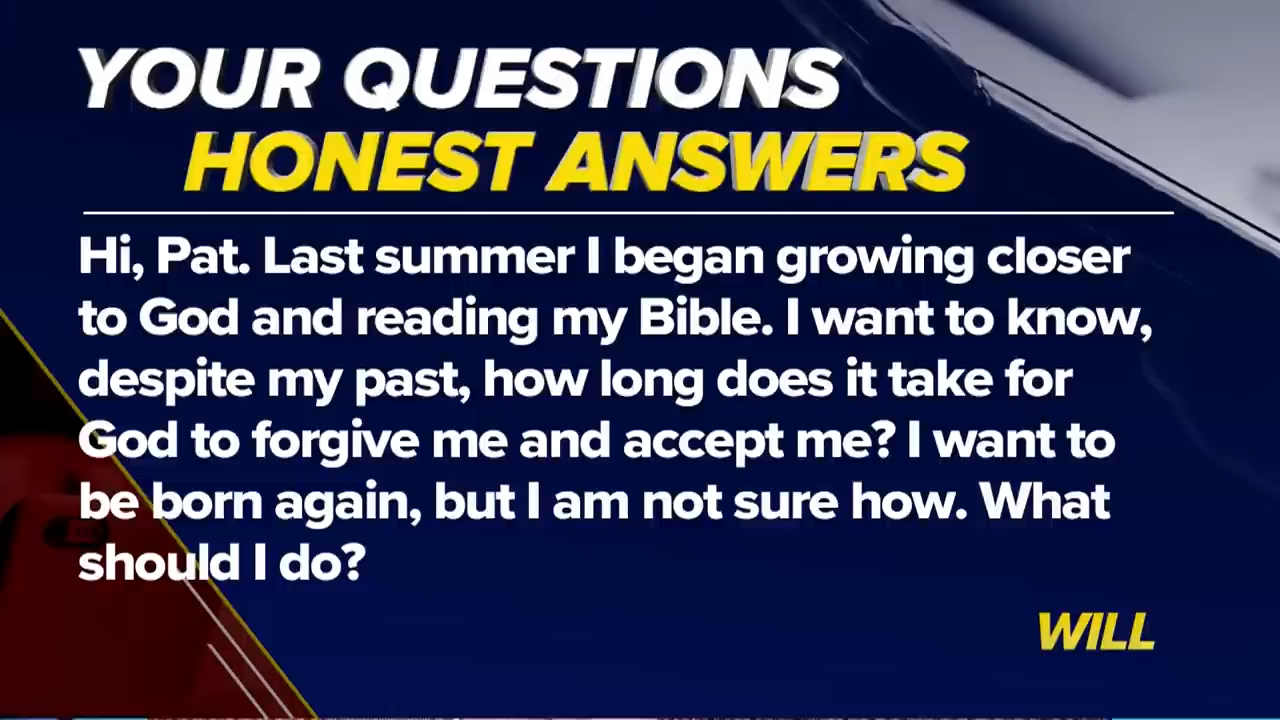 YOUR QUESTIONS
HONEST ANSWERS
Hi, Pat. Last summer I began growing closer
to God and reading my Bible. I want to know,
despite my past, how long does it take for
God to forgive me and accept me? I want to
be born again, but I am not sure how. What
should I do?
WILL